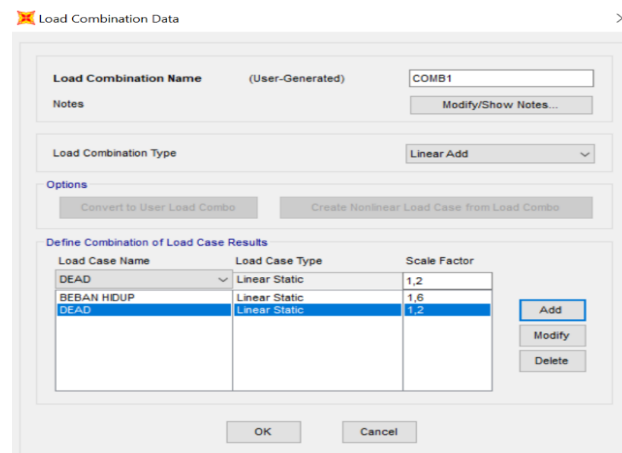 Load Combination Data
Load Combination Name (User-Generated) COMB1
Notes Modify/Show Notes...
Load Combination Type Linear Add
Options
Convert to User Load Combo Create Nonlinear Load Case from Load Combo
Define Combination of Load Case Results
Load Case Name Load Case Type Scale Factor
DEAD Linear Static 1,2
BEBAN HIDUP Linear Static 1,6
DEAD Linear Static 1,2
Add
Modify
Delete
OK Cancel